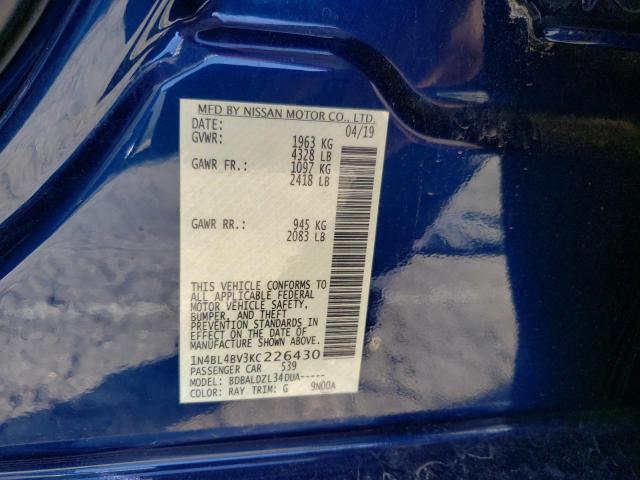 MFD BY NISSAN MOTOR CO., LTD.
DATE: 04/19
GVWR: 1963 KG
4328 LB
GAWR FR.: 1097 KG
2418 LB
GAWR RR.: 945 KG
2083 LB
THIS VEHICLE CONFORMS TO
ALL APPLICABLE FEDERAL
MOTOR VEHICLE SAFETY,
BUMPER, AND THEFT
PREVENTION STANDARDS IN
EFFECT ON THE DATE OF
MANUFACTURE SHOWN ABOVE.
1N4BL4BV3KC226430
PASSENGER CAR 539
MODEL: BDBALDZL34DUA-----
COLOR: RAY TRIM: G 9N00A